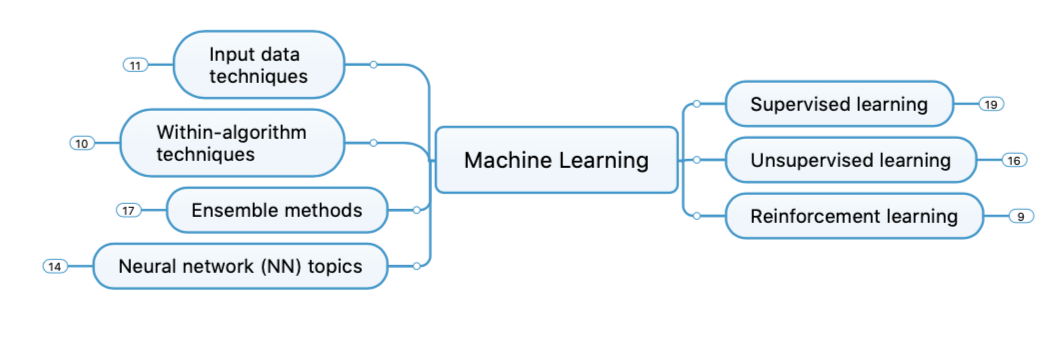 Input data
techniques
11
Within-algorithm
techniques
10
Ensemble methods
17
Neural network (NN) topics
14
Machine Learning
Supervised learning
19
Unsupervised learning
16
Reinforcement learning
9